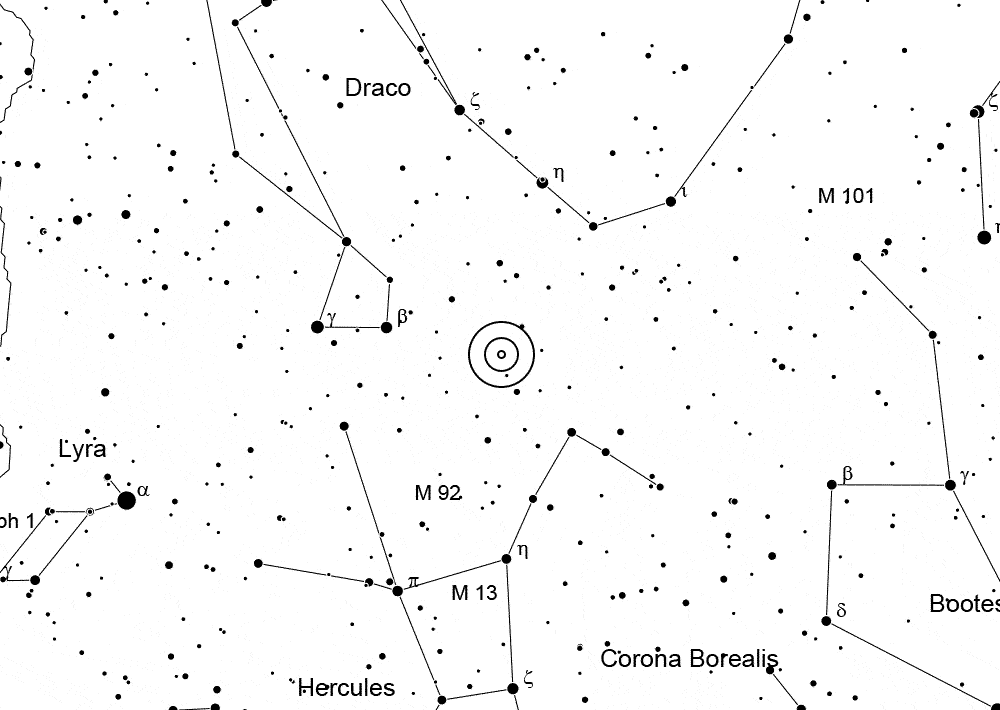 Draco
ζ
η
ι
M 101
ζ
γ
β
Lyra
α
M 92
β
γ
η
π
M 13
γ
δ
Bootes
Corona Borealis
Hercules
ζ